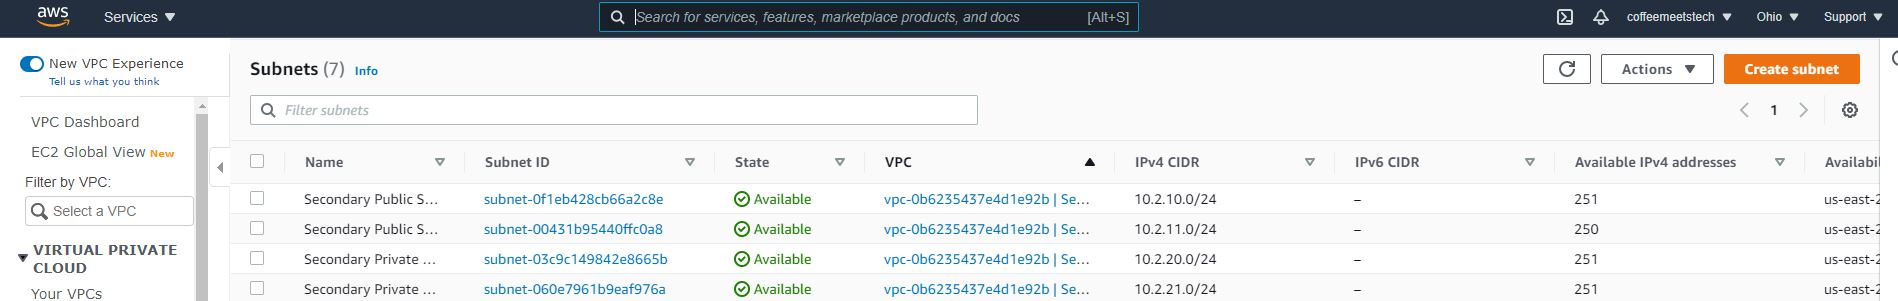 aws Services Search for services, features, marketplace products, and docs [Alt+S] coffeemeetstech Ohio Support
New VPC Experience
Tell us what you think
VPC Dashboard
EC2 Global View New
Filter by VPC:
Select a VPC
VIRTUAL PRIVATE
CLOUD
Your VPCs
Subnets (7) Info Actions Create subnet
Filter subnets 1
Name Subnet ID State VPC IPv4 CIDR IPv6 CIDR Available IPv4 addresses Availabil
Secondary Public S... subnet-0f1eb428cb66a2c8e Available vpc-0b6235437e4d1e92b | Se... 10.2.10.0/24 – 251 us-east-2
Secondary Public S... subnet-00431b95440ffc0a8 Available vpc-0b6235437e4d1e92b | Se... 10.2.11.0/24 – 250 us-east-2
Secondary Private ... subnet-03c9c149842e8665b Available vpc-0b6235437e4d1e92b | Se... 10.2.20.0/24 – 251 us-east-2
Secondary Private ... subnet-060e7961b9eaf976a Available vpc-0b6235437e4d1e92b | Se... 10.2.21.0/24 – 251 us-east-2